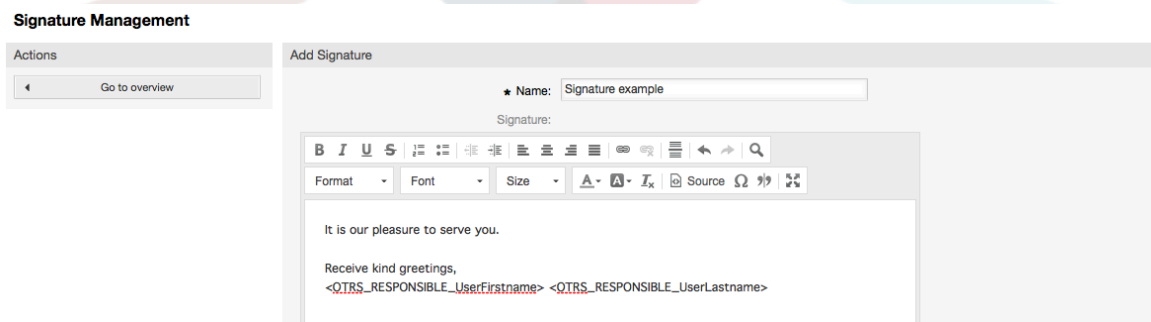 Signature Management
Actions
Go to overview
Add Signature
★ Name: Signature example
Signature:
B I U S
Format Font Size A A Ix Source Ω
It is our pleasure to serve you.
Receive kind greetings,
<OTRS_RESPONSIBLE_UserFirstname> <OTRS_RESPONSIBLE_UserLastname>